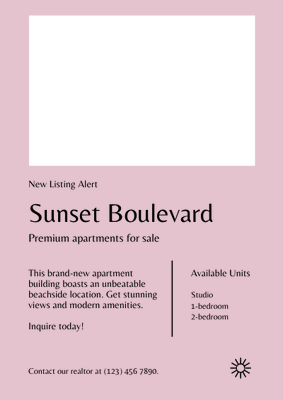 New Listing Alert
Sunset Boulevard
Premium apartments for sale
This brand-new apartment
building boasts an unbeatable
beachside location. Get stunning
views and modern amenities.
Inquire today!
Available Units
Studio
1-bedroom
2-bedroom
Contact our realtor at (123) 456 7890.